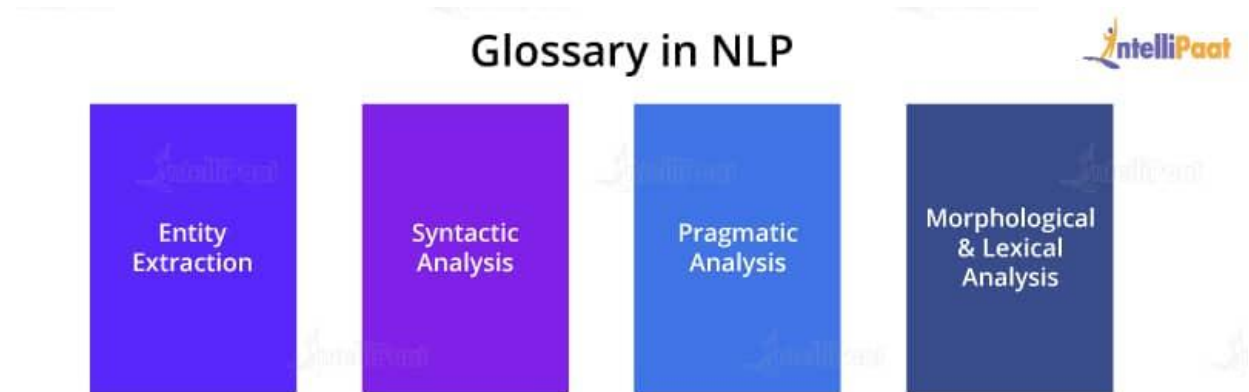 Glossary in NLP
IntelliPaat
Entity
Extraction
Syntactic
Analysis
Pragmatic
Analysis
Morphological
& Lexical
Analysis